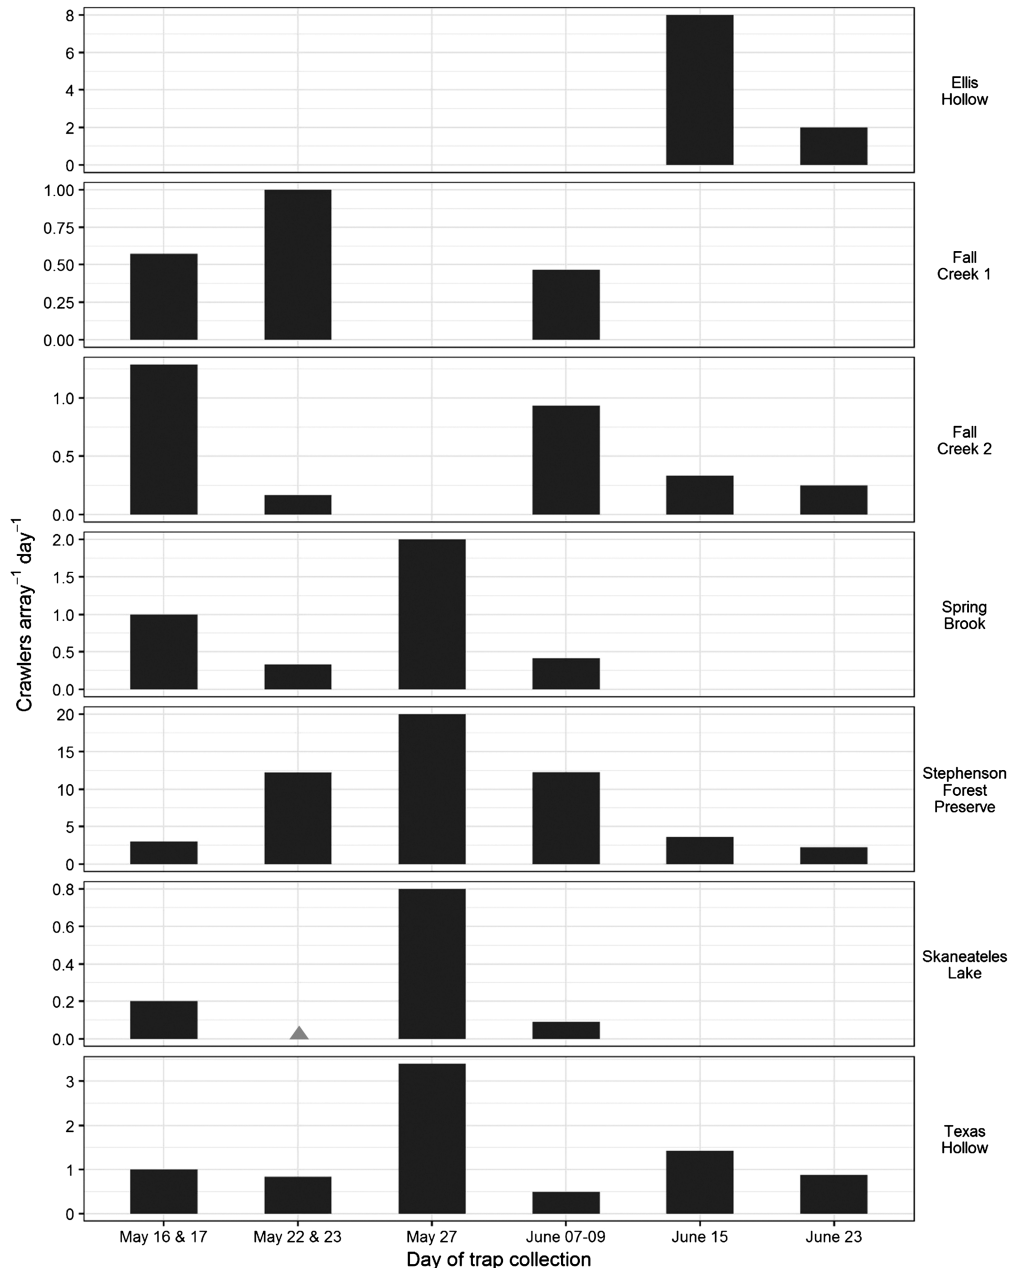 8
6
4
2
0
Ellis
Hollow
1.00
0.75
0.50
0.25
0.00
Fall
Creek 1
1.0
0.5
0.0
Fall
Creek 2
2.0
1.5
1.0
0.5
0.0
Spring
Brook
20
15
10
5
0
Stephenson
Forest
Preserve
0.8
0.6
0.4
0.2
0.0
Skaneateles
Lake
3
2
1
0
Texas
Hollow
Crawlers array⁻¹ day⁻¹
May 16 & 17 May 22 & 23 May 27 June 07-09 June 15 June 23
Day of trap collection